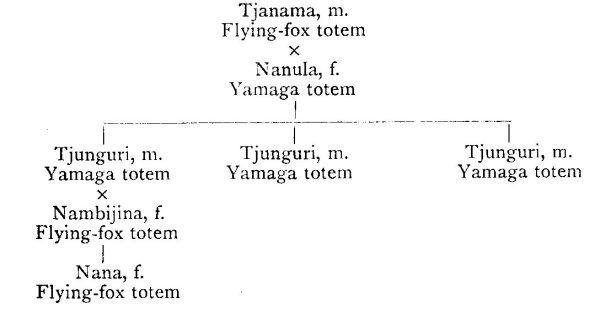 Tjanama, m.
Flying-fox totem
×
Nanula, f.
Yamaga totem
Tjunguri, m. Tjunguri, m. Tjunguri, m.
Yamaga totem Yamaga totem Yamaga totem
×
Nambijina, f.
Flying-fox totem
Nana, f.
Flying-fox totem